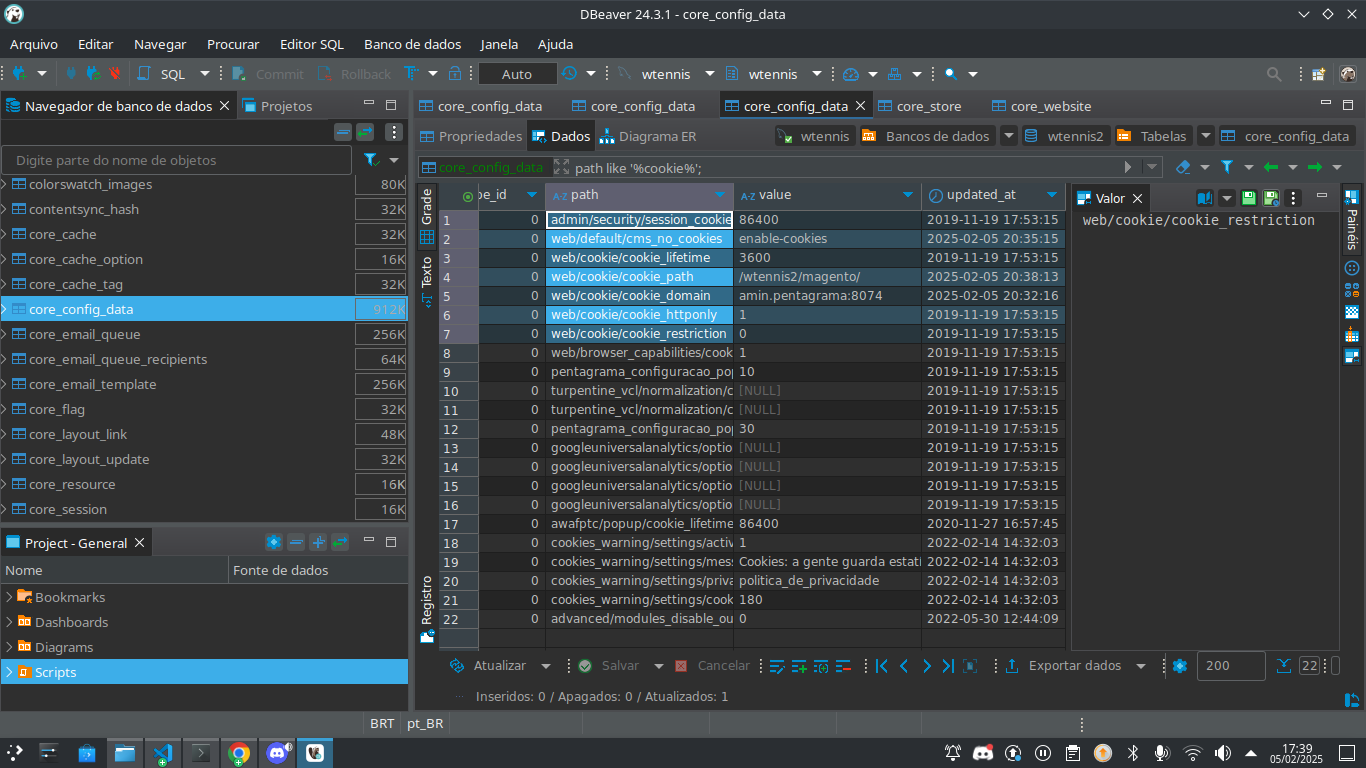 DBeaver 24.3.1 - core_config_data
Arquivo Editar Navegar Procurar Editor SQL Banco de dados Janela Ajuda
SQL Commit Rollback Auto wtennis wtennis
Navegador de banco de dados Projetos
core_config_data core_config_data core_config_data core_store core_website
Propriedades Dados Diagrama ER wtennis Bancos de dados wtennis2 Tabelas core_config_data
Digite parte do nome de objetos
core_config_data path like '%cookie%';
colorswatch_images 80K
contentsync_hash 32K
core_cache 32K
core_cache_option 16K
core_cache_tag 32K
core_config_data 912K
core_email_queue 256K
core_email_queue_recipients 64K
core_email_template 256K
core_flag 32K
core_layout_link 48K
core_layout_update 32K
core_resource 16K
core_session 16K
Project - General
Nome Fonte de dados
Bookmarks
Dashboards
Diagrams
Scripts
Grade
Texto
Registro
pe_id path value updated_at
1 0 admin/security/session_cookie 86400 2019-11-19 17:53:15
2 0 web/default/cms_no_cookies enable-cookies 2025-02-05 20:35:15
3 0 web/cookie/cookie_lifetime 3600 2019-11-19 17:53:15
4 0 web/cookie/cookie_path /wtennis2/magento/ 2025-02-05 20:38:13
5 0 web/cookie/cookie_domain amin.pentagrama:8074 2025-02-05 20:32:16
6 0 web/cookie/cookie_httponly 1 2019-11-19 17:53:15
7 0 web/cookie/cookie_restriction 0 2019-11-19 17:53:15
8 0 web/browser_capabilities/cook 1 2019-11-19 17:53:15
9 0 pentagrama_configuracao_pop 10 2019-11-19 17:53:15
10 0 turpentine_vcl/normalization/c [NULL] 2019-11-19 17:53:15
11 0 turpentine_vcl/normalization/c [NULL] 2019-11-19 17:53:15
12 0 pentagrama_configuracao_pop 30 2019-11-19 17:53:15
13 0 googleuniversalanalytics/optio [NULL] 2019-11-19 17:53:15
14 0 googleuniversalanalytics/optio [NULL] 2019-11-19 17:53:15
15 0 googleuniversalanalytics/optio [NULL] 2019-11-19 17:53:15
16 0 googleuniversalanalytics/optio [NULL] 2019-11-19 17:53:15
17 0 awafptc/popup/cookie_lifetime 86400 2020-11-27 16:57:45
18 0 cookies_warning/settings/activ 1 2022-02-14 14:32:03
19 0 cookies_warning/settings/mess Cookies: a gente guarda estatí 2022-02-14 14:32:03
20 0 cookies_warning/settings/priva politica_de_privacidade 2022-02-14 14:32:03
21 0 cookies_warning/settings/cook 180 2022-02-14 14:32:03
22 0 advanced/modules_disable_ou 0 2022-05-30 12:44:09
Valor
web/cookie/cookie_restriction
Painéis
Atualizar Salvar Cancelar Exportar dados 200 22
Inseridos: 0 / Apagados: 0 / Atualizados: 1
BRT pt_BR
17:39
05/02/2025